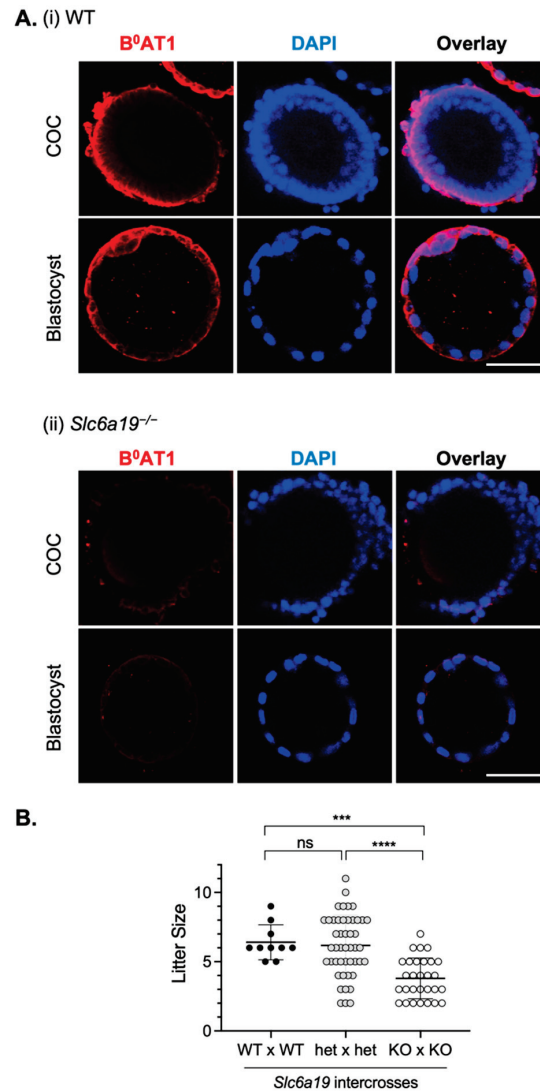 A. (i) WT
B⁰AT1 DAPI Overlay
COC
Blastocyst
(ii) Slc6a19⁻/⁻
B⁰AT1 DAPI Overlay
COC
Blastocyst
B.
***
ns ****
10
5
0
Litter Size
WT x WT het x het KO x KO
Slc6a19 intercrosses